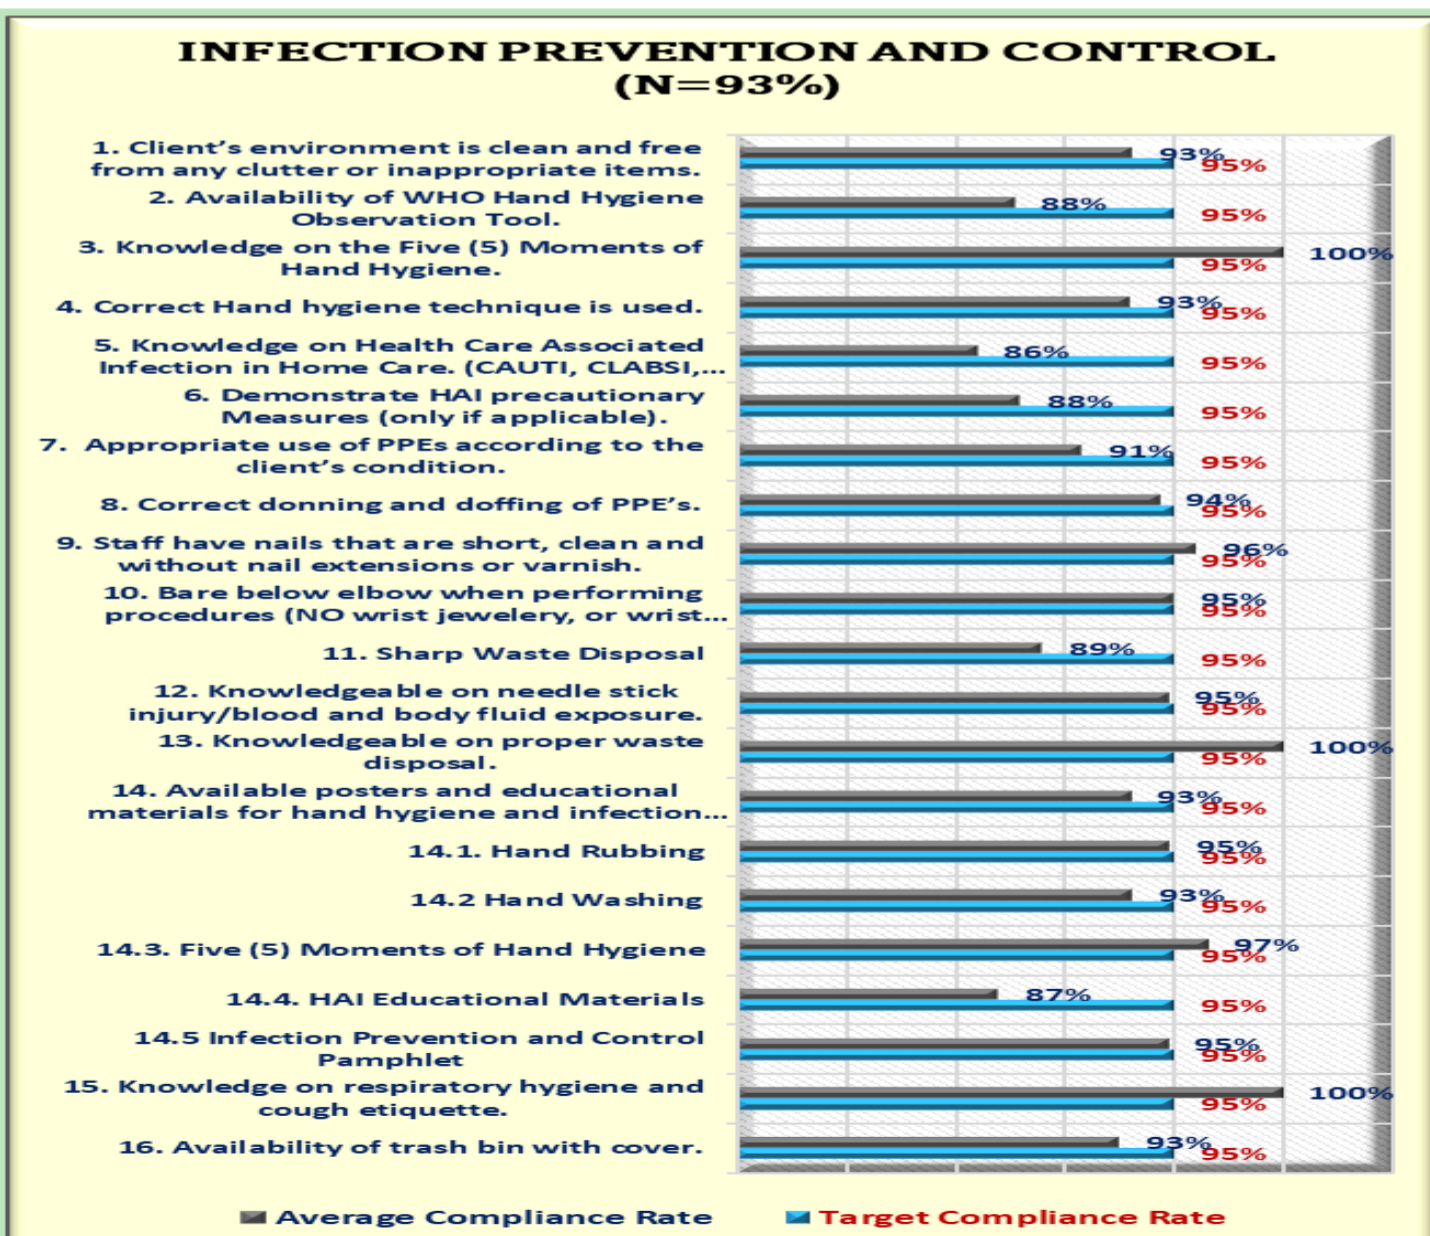 INFECTION PREVENTION AND CONTROL
(N=93%)
1. Client's environment is clean and free
from any clutter or inappropriate items.
93%
95%
2. Availability of WHO Hand Hygiene
Observation Tool.
88%
95%
3. Knowledge on the Five (5) Moments of
Hand Hygiene.
100%
95%
4. Correct Hand hygiene technique is used.
93%
95%
5. Knowledge on Health Care Associated
Infection in Home Care. (CAUTI, CLABSI,...
86%
95%
6. Demonstrate HAI precautionary
Measures (only if applicable).
88%
95%
7. Appropriate use of PPEs according to the
client's condition.
91%
95%
8. Correct donning and doffing of PPE's.
94%
95%
9. Staff have nails that are short, clean and
without nail extensions or varnish.
96%
95%
10. Bare below elbow when performing
procedures (NO wrist jewelery, or wrist...
95%
95%
11. Sharp Waste Disposal
89%
95%
12. Knowledgeable on needle stick
injury/blood and body fluid exposure.
95%
95%
13. Knowledgeable on proper waste
disposal.
100%
95%
14. Available posters and educational
materials for hand hygiene and infection...
93%
95%
14.1. Hand Rubbing
95%
95%
14.2 Hand Washing
93%
95%
14.3. Five (5) Moments of Hand Hygiene
97%
95%
14.4. HAI Educational Materials
87%
95%
14.5 Infection Prevention and Control
Pamphlet
95%
95%
15. Knowledge on respiratory hygiene and
cough etiquette.
100%
95%
16. Availability of trash bin with cover.
93%
95%
Average Compliance Rate
Target Compliance Rate